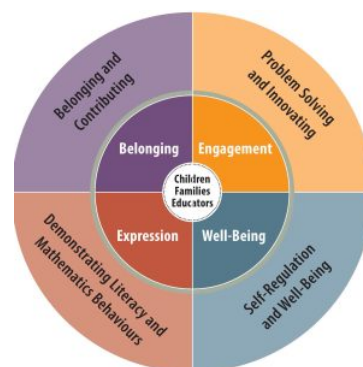 Belonging and
Contributing
Problem Solving
and Innovating
Belonging
Engagement
Children
Families
Educators
Expression
Well-Being
Demonstrating Literacy and
Mathematics Behaviours
Self-Regulation
and Well-Being